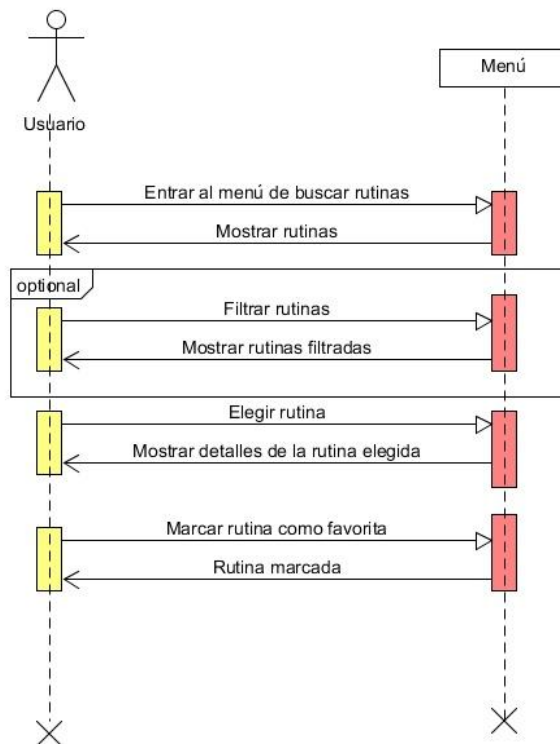 Menú
Usuario
Entrar al menú de buscar rutinas
Mostrar rutinas
optional
Filtrar rutinas
Mostrar rutinas filtradas
Elegir rutina
Mostrar detalles de la rutina elegida
Marcar rutina como favorita
Rutina marcada